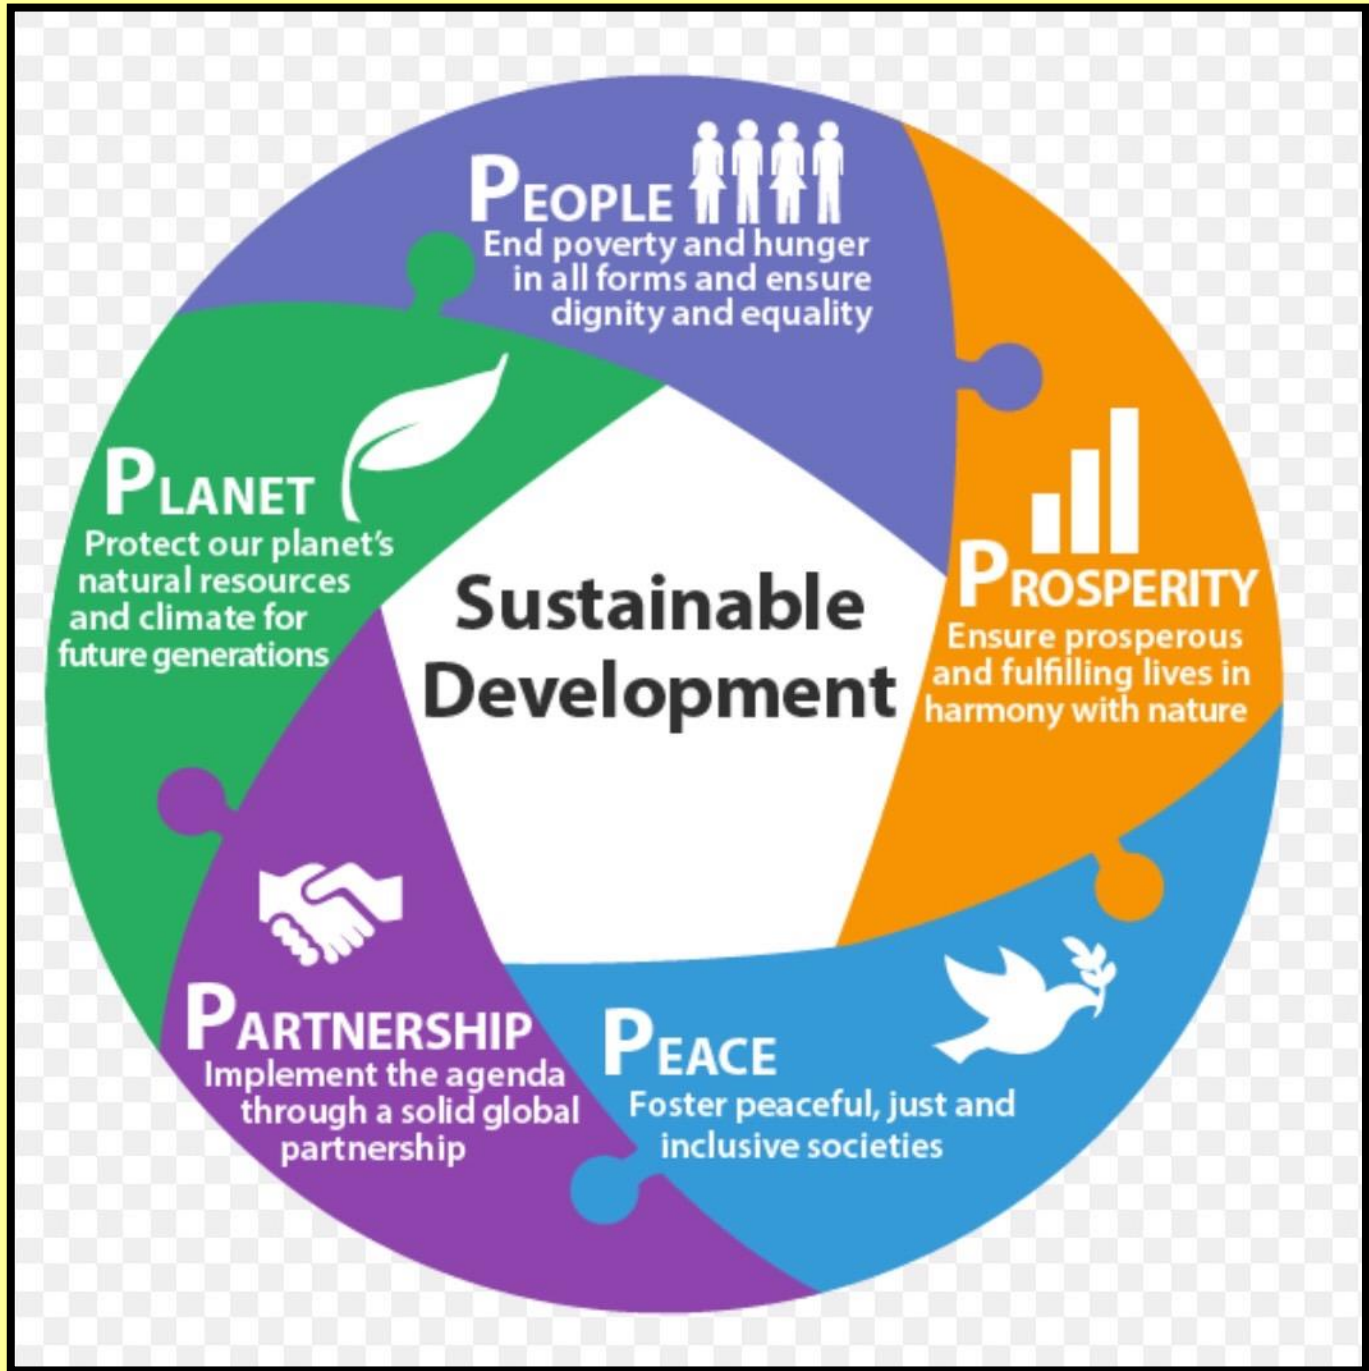 PEOPLE
End poverty and hunger
in all forms and ensure
dignity and equality
PROSPERITY
Ensure prosperous
and fulfilling lives in
harmony with nature
PEACE
Foster peaceful, just and
inclusive societies
PARTNERSHIP
Implement the agenda
through a solid global
partnership
PLANET
Protect our planet's
natural resources
and climate for
future generations
Sustainable
Development